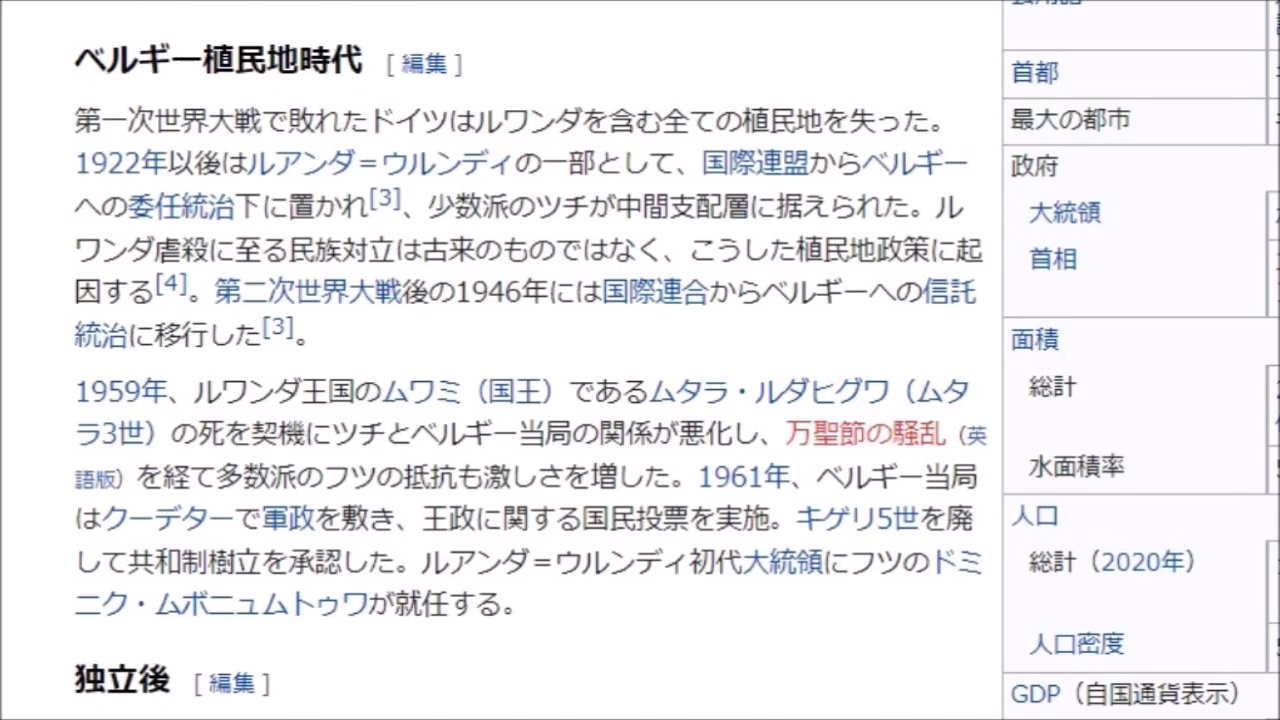 ベルギー植民地時代 [ 編集 ]
第一次世界大戦で敗れたドイツはルワンダを含む全ての植民地を失った。
1922年以後はルアンダ=ウルンディの一部として、国際連盟からベルギー
への委任統治下に置かれ[3]、少数派のツチが中間支配層に据えられた。ル
ワンダ虐殺に至る民族対立は古来のものではなく、こうした植民地政策に起
因する[4]。第二次世界大戦後の1946年には国際連合からベルギーへの信託
統治に移行した[3]。
1959年、ルワンダ王国のムワミ（国王）であるムタラ・ルダヒグワ（ムタ
ラ3世）の死を契機にツチとベルギー当局の関係が悪化し、万聖節の騒乱（英
語版）を経て多数派のフツの抵抗も激しさを増した。1961年、ベルギー当局
はクーデターで軍政を敷き、王政に関する国民投票を実施。キゲリ5世を廃
して共和制樹立を承認した。ルアンダ=ウルンディ初代大統領にフツのドミ
ニク・ムボニュムトゥワが就任する。
独立後 [ 編集 ]
首都
最大の都市
政府
大統領
首相
面積
総計
水面積率
人口
総計（2020年）
人口密度
GDP（自国通貨表示）